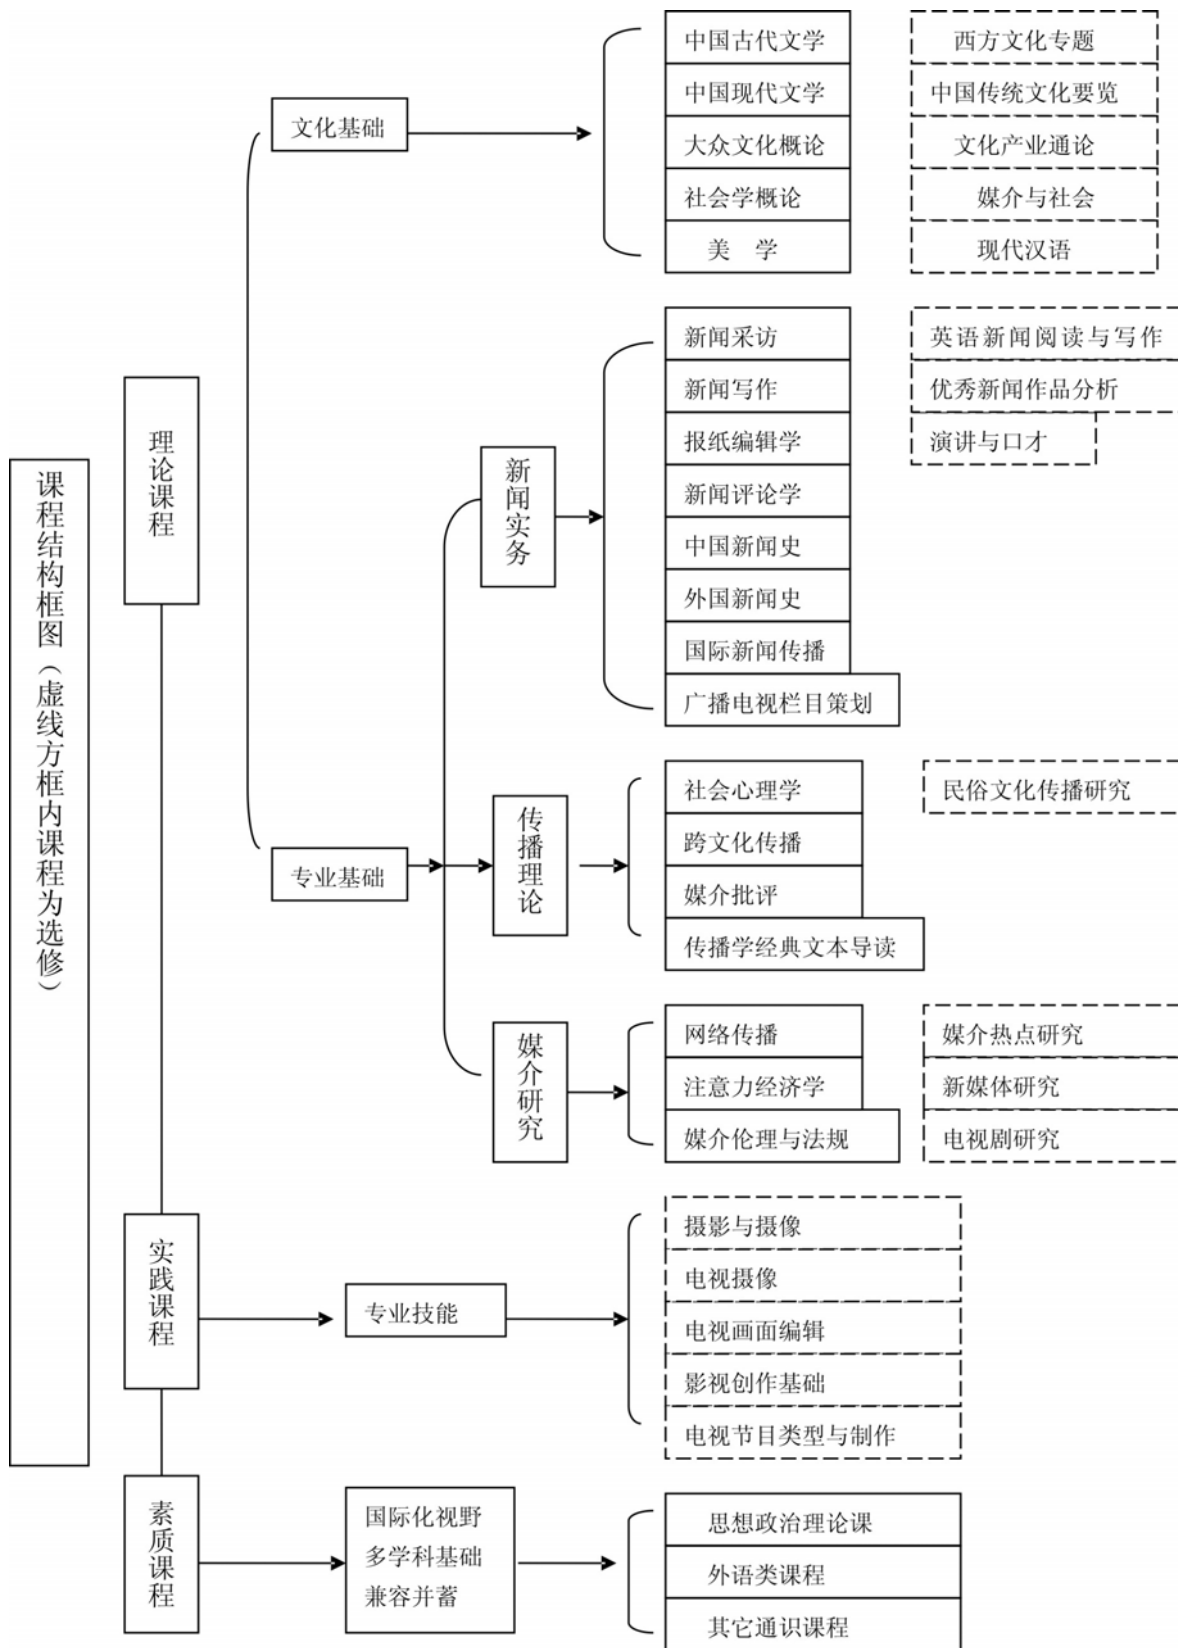 课程结构框图（虚线方框内课程为选修）
理论课程
文化基础
中国古代文学
中国现代文学
大众文化概论
社会学概论
美 学
西方文化专题
中国传统文化要览
文化产业通论
媒介与社会
现代汉语
专业基础
新闻实务
新闻采访
新闻写作
报纸编辑学
新闻评论学
中国新闻史
外国新闻史
国际新闻传播
广播电视栏目策划
英语新闻阅读与写作
优秀新闻作品分析
演讲与口才
传播理论
社会心理学
跨文化传播
媒介批评
传播学经典文本导读
民俗文化传播研究
媒介研究
网络传播
注意力经济学
媒介伦理与法规
媒介热点研究
新媒体研究
电视剧研究
实践课程
专业技能
摄影与摄像
电视摄像
电视画面编辑
影视创作基础
电视节目类型与制作
素质课程
国际化视野
多学科基础
兼容并蓄
思想政治理论课
外语类课程
其它通识课程